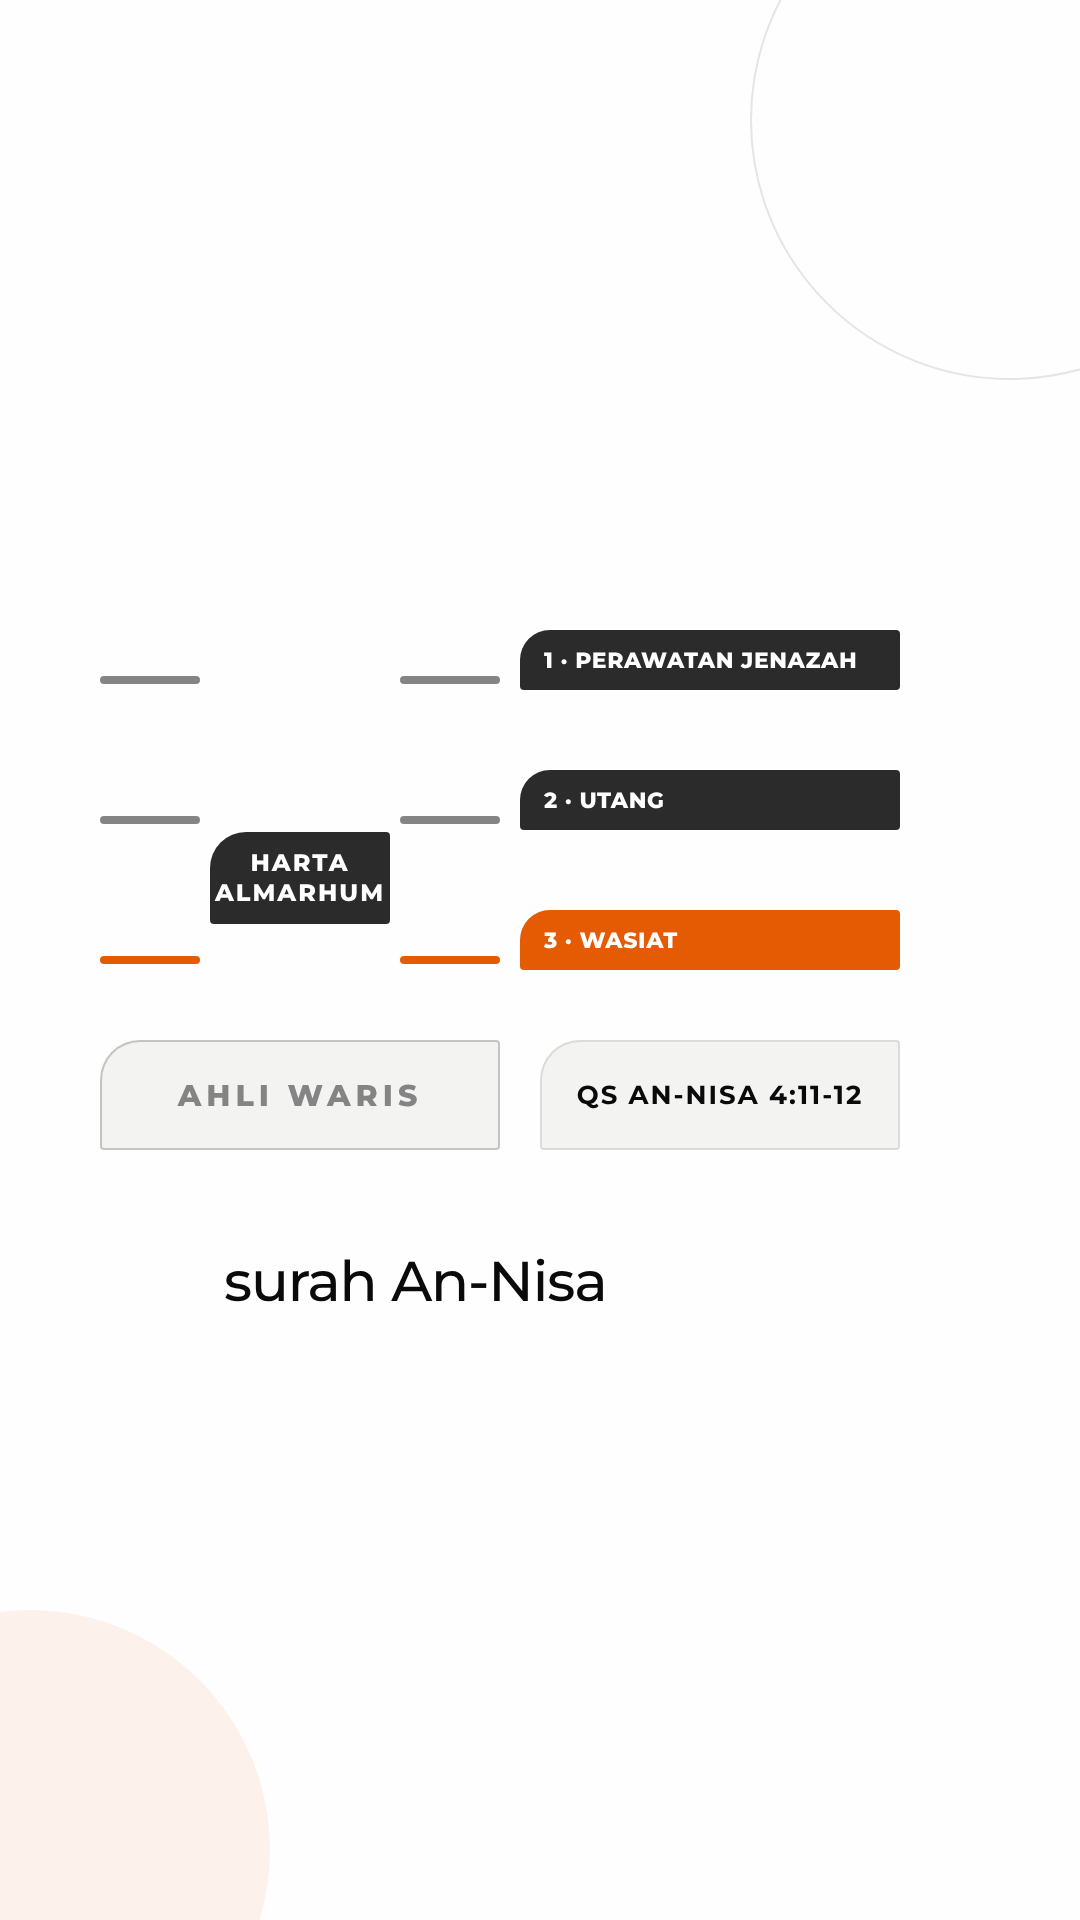 1 · PERAWATAN JENAZAH
2 · UTANG
HARTA
ALMARHUM
3 · WASIAT
AHLI WARIS
QS AN-NISA 4:11-12
surah An-Nisa